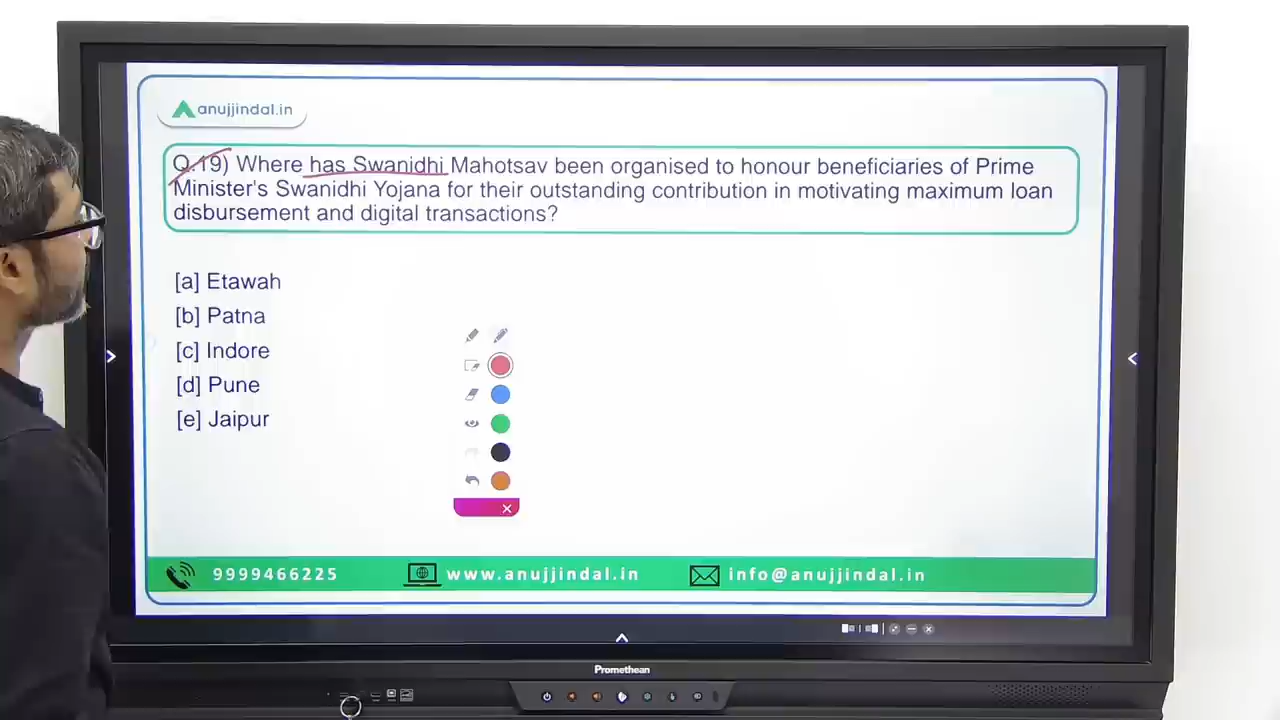 anujjindal.in
Q.19) Where has Swanidhi Mahotsav been organised to honour beneficiaries of Prime
Minister's Swanidhi Yojana for their outstanding contribution in motivating maximum loan
disbursement and digital transactions?
[a] Etawah
[b] Patna
[c] Indore
[d] Pune
[e] Jaipur
9999466225
www.anujjindal.in
info@anujjindal.in
Promethean